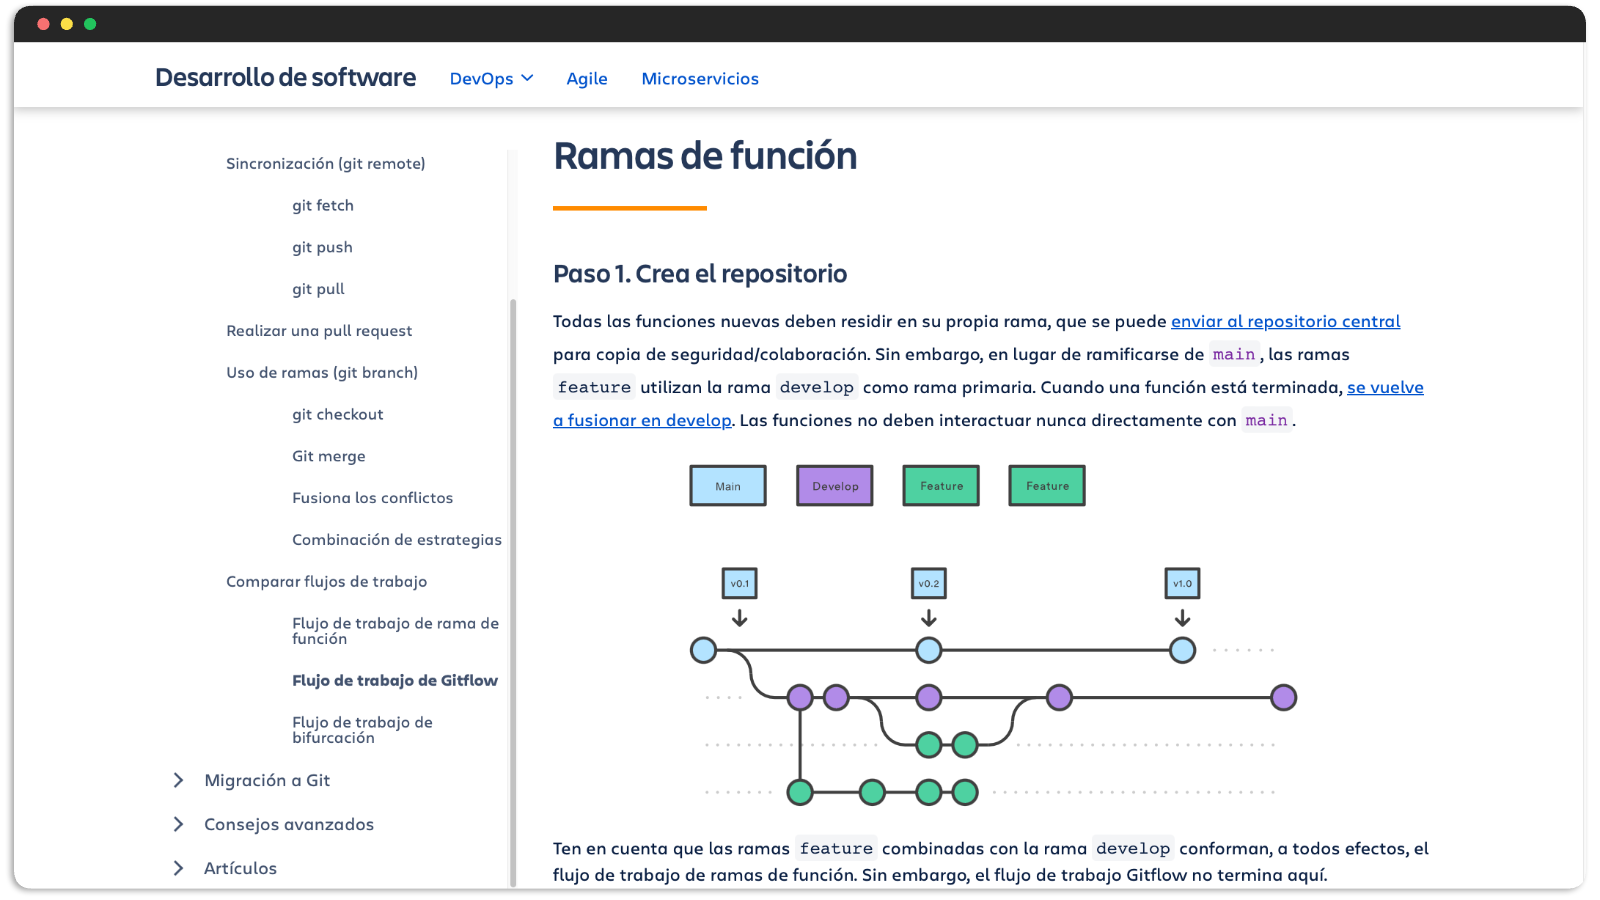 Desarrollo de software
DevOps
Agile
Microservicios
Sincronización (git remote)
git fetch
git push
git pull
Realizar una pull request
Uso de ramas (git branch)
git checkout
Git merge
Fusiona los conflictos
Combinación de estrategias
Comparar flujos de trabajo
Flujo de trabajo de rama de
función
Flujo de trabajo de Gitflow
Flujo de trabajo de
bifurcación
Migración a Git
Consejos avanzados
Artículos
Ramas de función
Paso 1. Crea el repositorio
Todas las funciones nuevas deben residir en su propia rama, que se puede enviar al repositorio central
para copia de seguridad/colaboración. Sin embargo, en lugar de ramificarse de main, las ramas
feature utilizan la rama develop como rama primaria. Cuando una función está terminada, se vuelve
a fusionar en develop. Las funciones no deben interactuar nunca directamente con main.
Main
Develop
Feature
Feature
v0.1
v0.2
v1.0
Ten en cuenta que las ramas feature combinadas con la rama develop conforman, a todos efectos, el
flujo de trabajo de ramas de función. Sin embargo, el flujo de trabajo Gitflow no termina aquí.